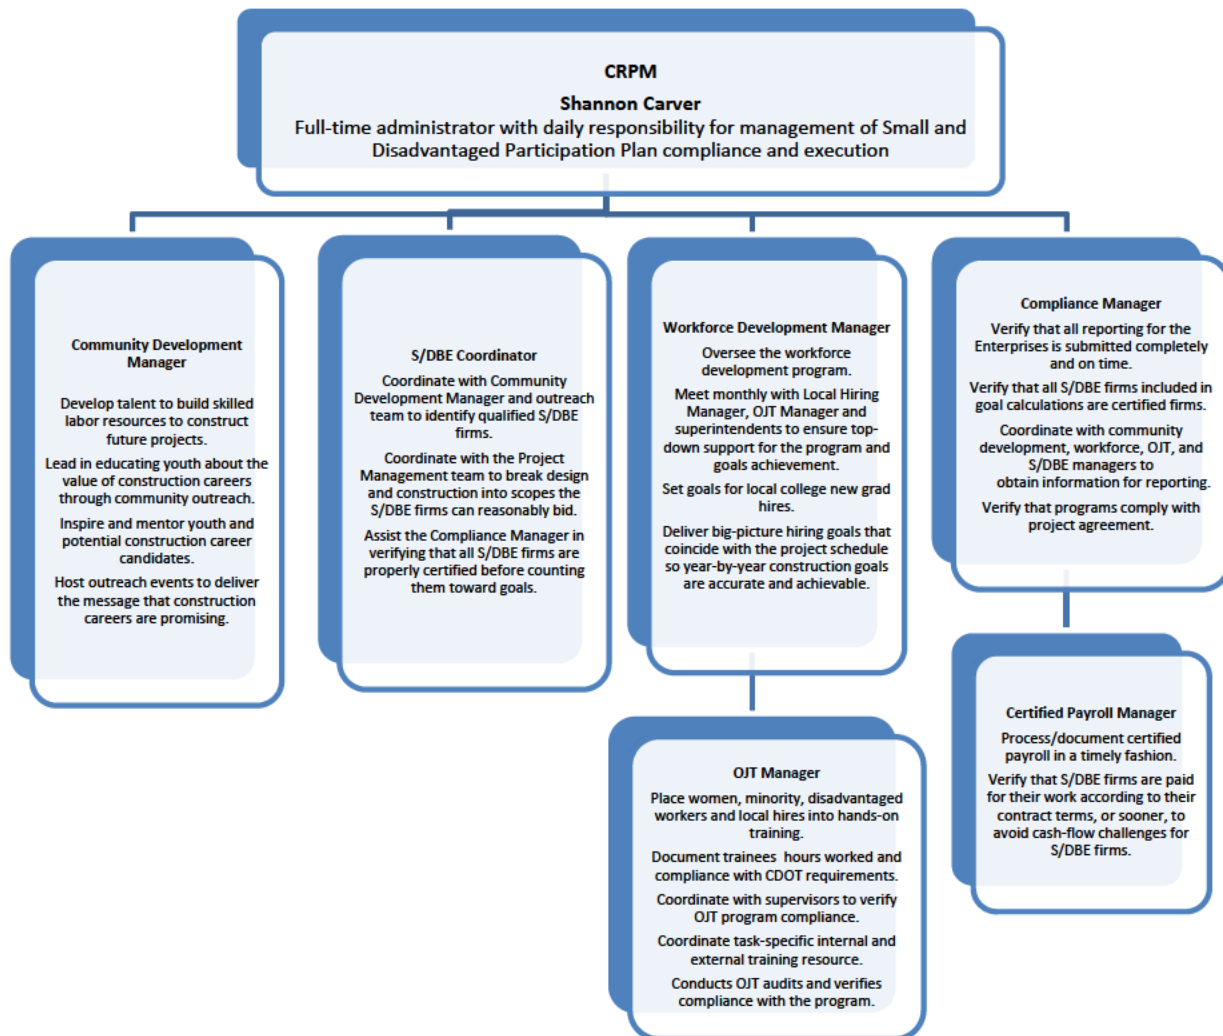 CRPM
Shannon Carver
Full-time administrator with daily responsibility for management of Small and
Disadvantaged Participation Plan compliance and execution
Community Development
Manager
Develop talent to build skilled
labor resources to construct
future projects.
Lead in educating youth about the
value of construction careers
through community outreach.
Inspire and mentor youth and
potential construction career
candidates.
Host outreach events to deliver
the message that construction
careers are promising.
S/DBE Coordinator
Coordinate with Community
Development Manager and outreach
team to identify qualified S/DBE
firms.
Coordinate with the Project
Management team to break design
and construction into scopes the
S/DBE firms can reasonably bid.
Assist the Compliance Manager in
verifying that all S/DBE firms are
properly certified before counting
them toward goals.
Workforce Development Manager
Oversee the workforce
development program.
Meet monthly with Local Hiring
Manager, OJT Manager and
superintendents to ensure top-
down support for the program and
goals achievement.
Set goals for local college new grad
hires.
Deliver big-picture hiring goals that
coincide with the project schedule
so year-by-year construction goals
are accurate and achievable.
Compliance Manager
Verify that all reporting for the
Enterprises is submitted completely
and on time.
Verify that all S/DBE firms included in
goal calculations are certified firms.
Coordinate with community
development, workforce, OJT, and
S/DBE managers to
obtain information for reporting.
Verify that programs comply with
project agreement.
OJT Manager
Place women, minority, disadvantaged
workers and local hires into hands-on
training.
Document trainees  hours worked and
compliance with CDOT requirements.
Coordinate with supervisors to verify
OJT program compliance.
Coordinate task-specific internal and
external training resource.
Conducts OJT audits and verifies
compliance with the program.
Certified Payroll Manager
Process/document certified
payroll in a timely fashion.
Verify that S/DBE firms are paid
for their work according to their
contract terms, or sooner, to
avoid cash-flow challenges for
S/DBE firms.